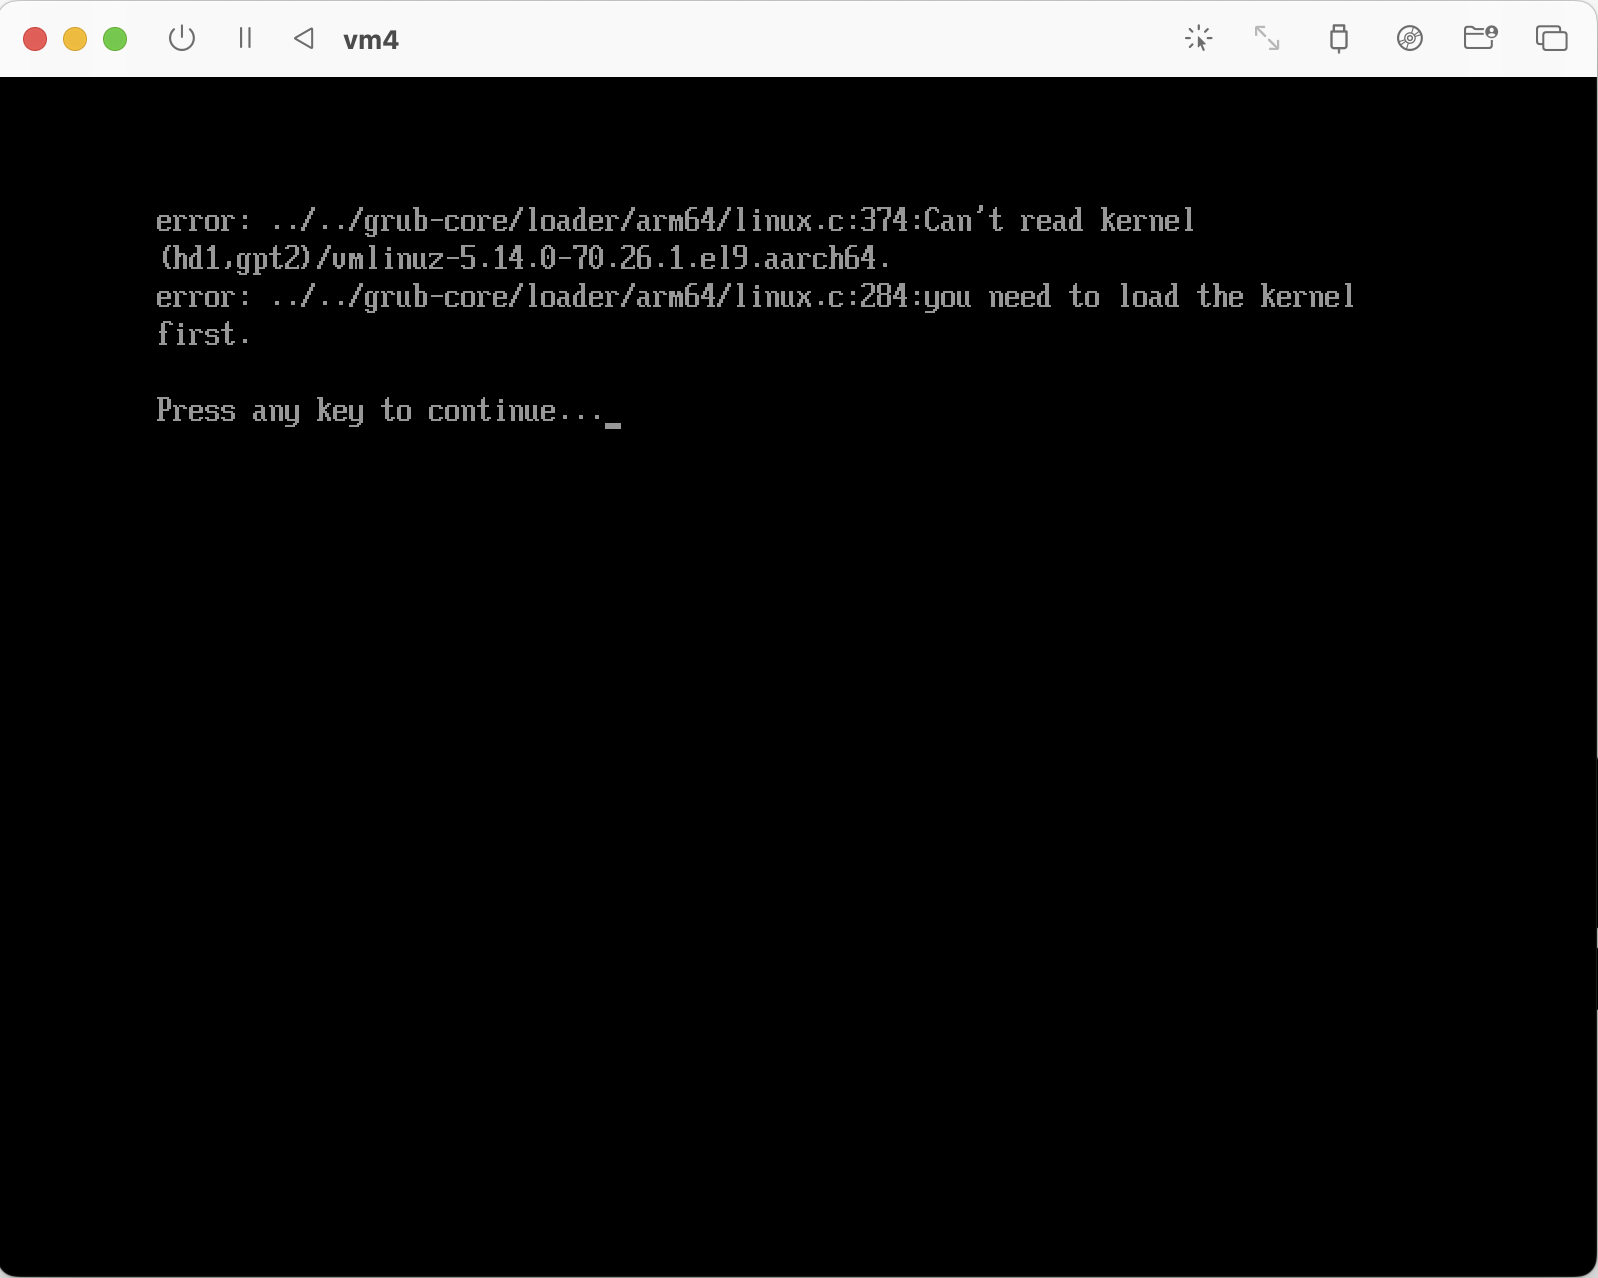 vm4
error: ../../grub-core/loader/arm64/linux.c:374:Can't read kernel
(hd1,gpt2)/vmlinuz-5.14.0-70.26.1.el9.aarch64.
error: ../../grub-core/loader/arm64/linux.c:284:you need to load the kernel
first.
Press any key to continue..._